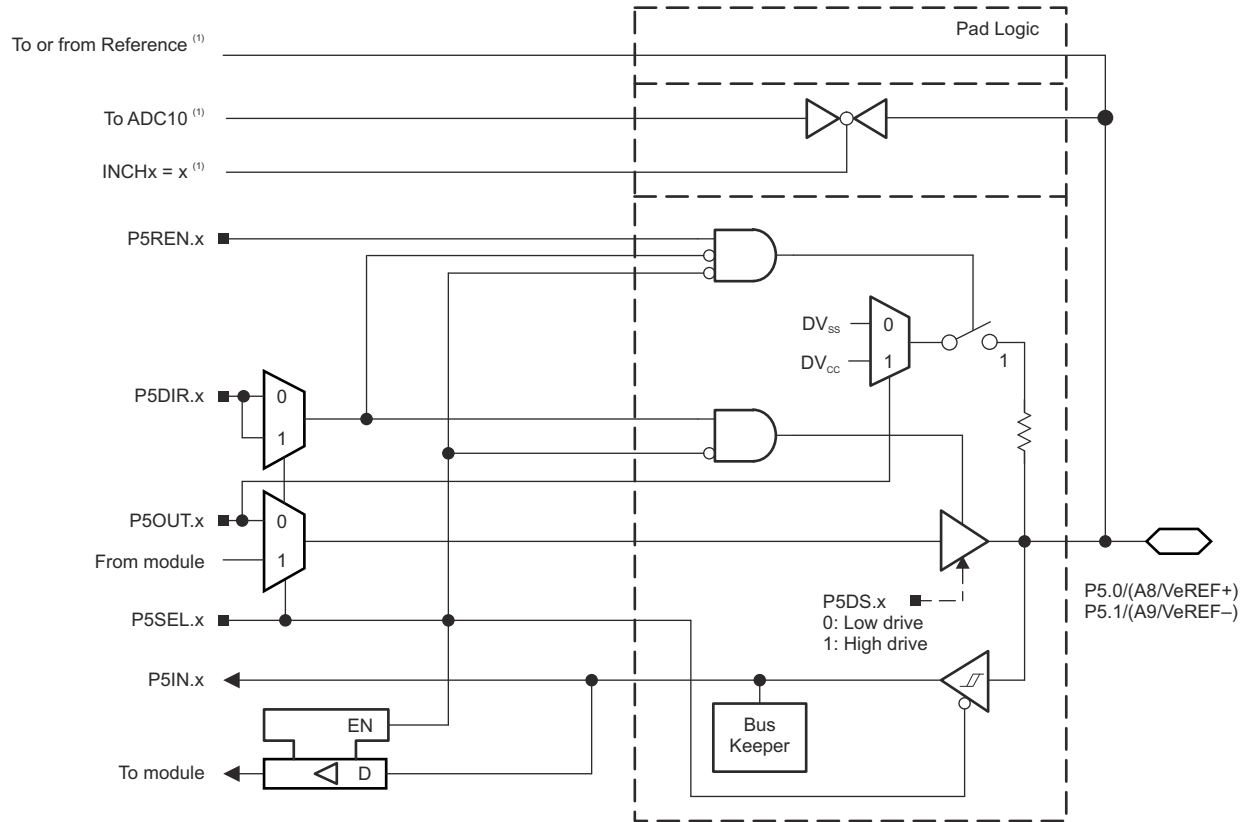 Pad Logic
To or from Reference (1)
To ADC10 (1)
INCHx = x (1)
P5REN.x
DVSS
0
DVCC
1
1
P5DIR.x
0
1
P5OUT.x
0
From module
1
P5SEL.x
P5DS.x
0: Low drive
1: High drive
P5.0/(A8/VeREF+)
P5.1/(A9/VeREF–)
P5IN.x
EN
Bus
Keeper
To module
D